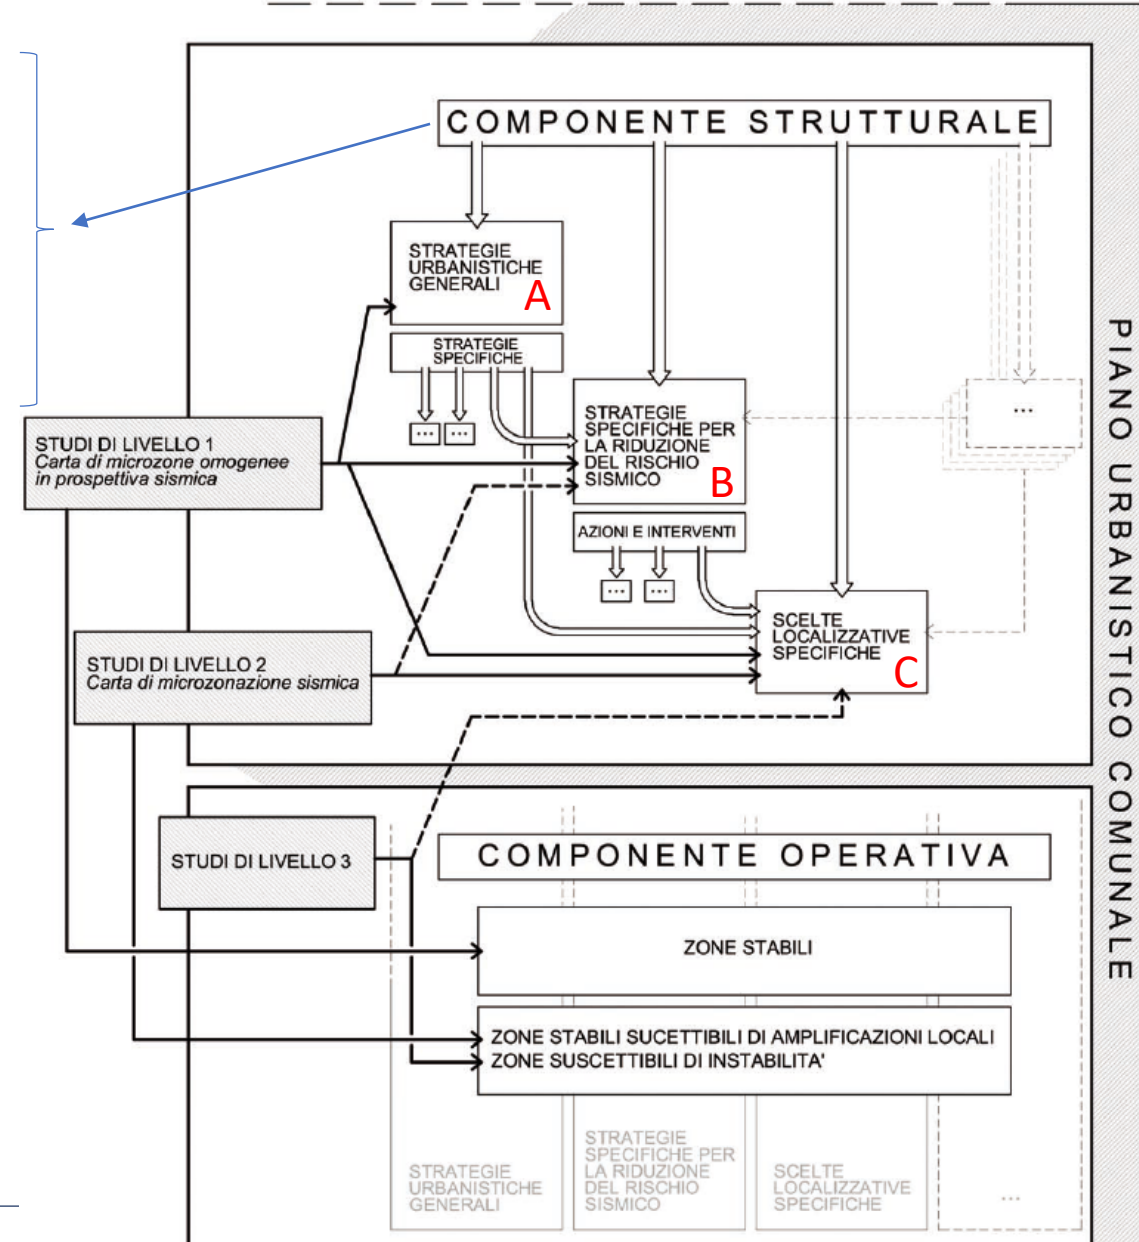 COMPONENTE STRUTTURALE
STRATEGIE
URBANISTICHE
GENERALI
A
STRATEGIE
SPECIFICHE
...
...
STRATEGIE
SPECIFICHE PER
LA RIDUZIONE
DEL RISCHIO
SISMICO
B
...
STUDI DI LIVELLO 1
Carta di microzone omogenee
in prospettiva sismica
AZIONI E INTERVENTI
...
...
SCELTE
LOCALIZZATIVE
SPECIFICHE
C
STUDI DI LIVELLO 2
Carta di microzonazione sismica
PIANO URBANISTICO COMUNALE
STUDI DI LIVELLO 3
COMPONENTE OPERATIVA
ZONE STABILI
ZONE STABILI SUCETTIBILI DI AMPLIFICAZIONI LOCALI
ZONE SUSCETTIBILI DI INSTABILITA'
STRATEGIE
URBANISTICHE
GENERALI
STRATEGIE
SPECIFICHE PER
LA RIDUZIONE
DEL RISCHIO
SISMICO
SCELTE
LOCALIZZATIVE
SPECIFICHE
...